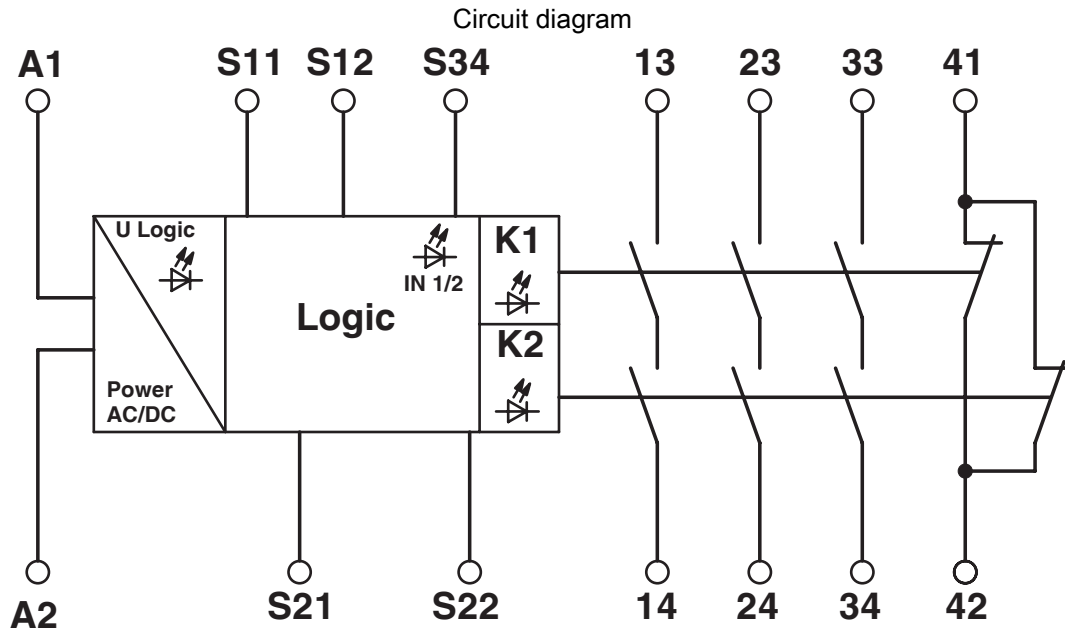 Circuit diagram
A1 S11 S12 S34 13 23 33 41
U Logic
K1
IN 1/2
Logic
K2
Power
AC/DC
A2 S21 S22 14 24 34 42